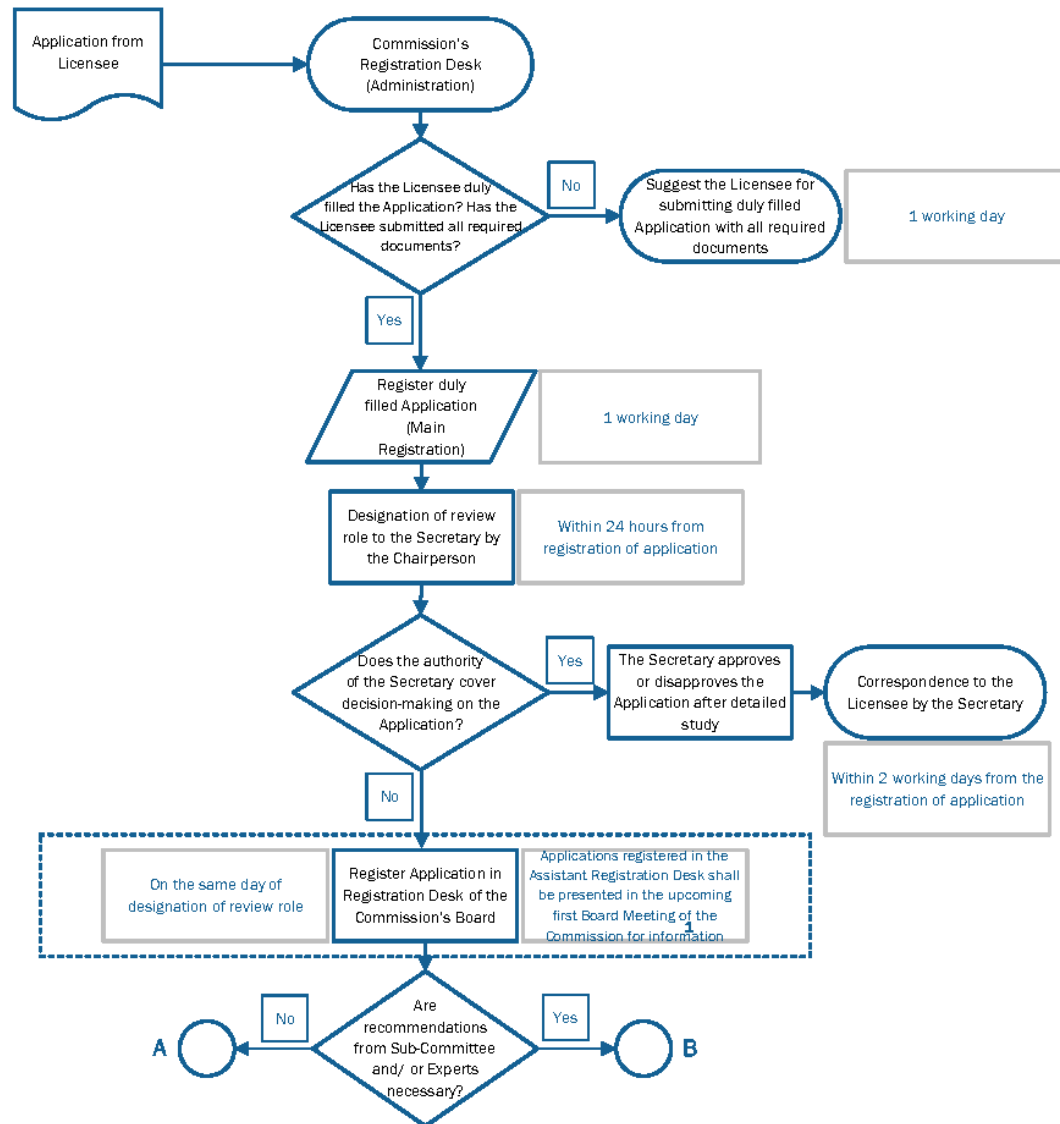 Application from
Licensee
Commission's
Registration Desk
(Administration)
Has the Licensee duly
filled the Application? Has the
Licensee submitted all required
documents?
No
Suggest the Licensee for
submitting duly filled
Application with all required
documents
1 working day
Yes
Register duly
filled Application
(Main
Registration)
1 working day
Designation of review
role to the Secretary by
the Chairperson
Within 24 hours from
registration of application
Does the authority
of the Secretary cover
decision-making on the
Application?
Yes
The Secretary approves
or disapproves the
Application after detailed
study
Correspondence to the
Licensee by the Secretary
Within 2 working days from the
registration of application
No
On the same day of
designation of review role
Register Application in
Registration Desk of the
Commission's Board
Applications registered in the
Assistant Registration Desk shall
be presented in the upcoming
first Board Meeting of the
Commission for information
1
Are
recommendations
from Sub-Committee
and/ or Experts
necessary?
No
A
Yes
B